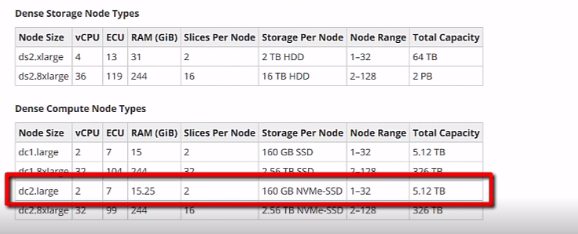 Dense Storage Node Types
Node Size vCPU ECU RAM (GiB) Slices Per Node Storage Per Node Node Range Total Capacity
ds2.xlarge 4 13 31 2 2 TB HDD 1–32 64 TB
ds2.8xlarge 36 119 244 16 16 TB HDD 2–128 2 PB
Dense Compute Node Types
Node Size vCPU ECU RAM (GiB) Slices Per Node Storage Per Node Node Range Total Capacity
dc1.large 2 7 15 2 160 GB SSD 1–32 5.12 TB
dc1.8xlarge 32 104 244 32 2.56 TB SSD 2–128 326 TB
dc2.large 2 7 15.25 2 160 GB NVMe-SSD 1–32 5.12 TB
dc2.8xlarge 32 99 244 16 2.56 TB NVMe-SSD 2–128 326 TB